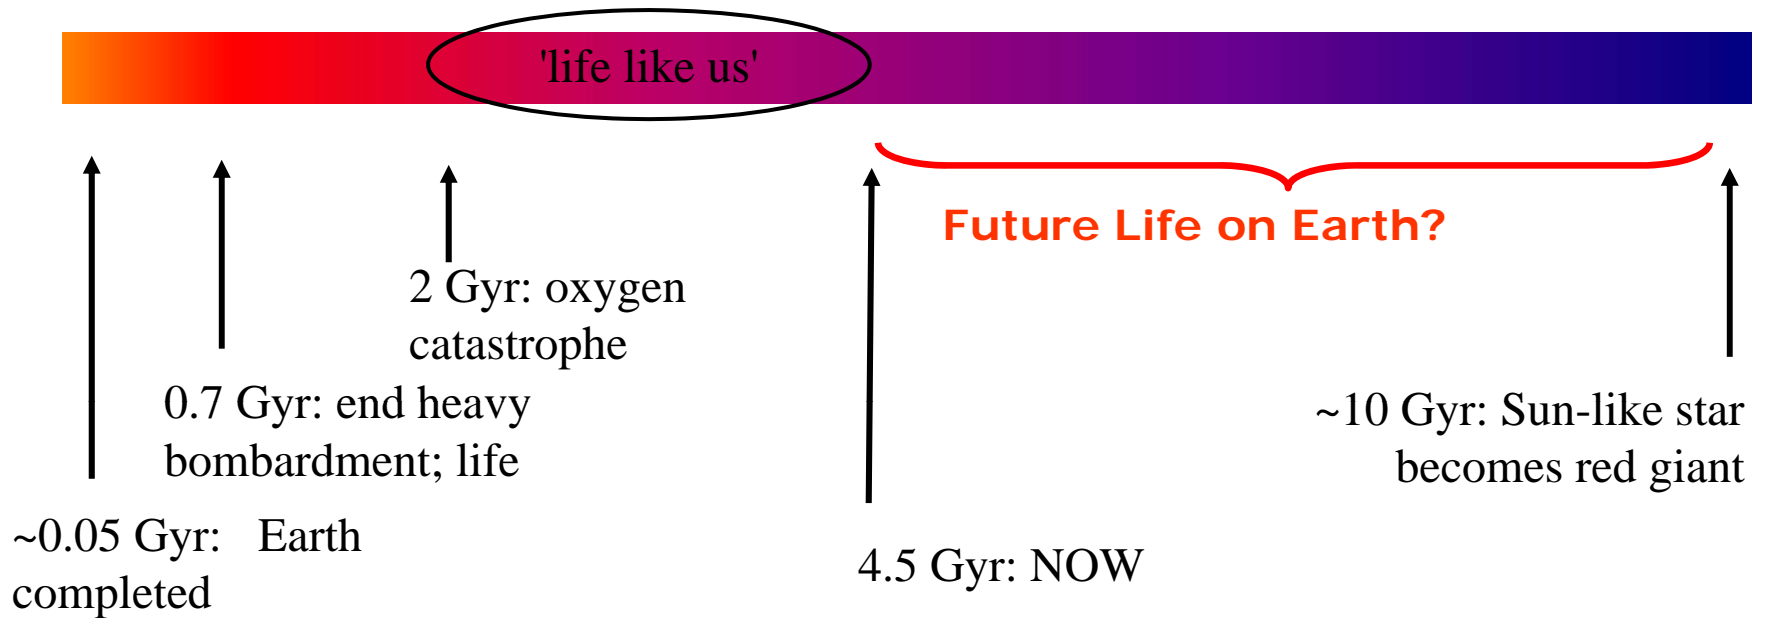 'life like us'
Future Life on Earth?
2 Gyr: oxygen
catastrophe
0.7 Gyr: end heavy
bombardment; life
~10 Gyr: Sun-like star
becomes red giant
~0.05 Gyr: Earth
completed
4.5 Gyr: NOW